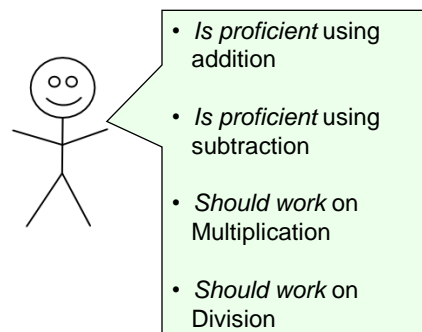 • Is proficient using
addition
• Is proficient using
subtraction
• Should work on
Multiplication
• Should work on
Division